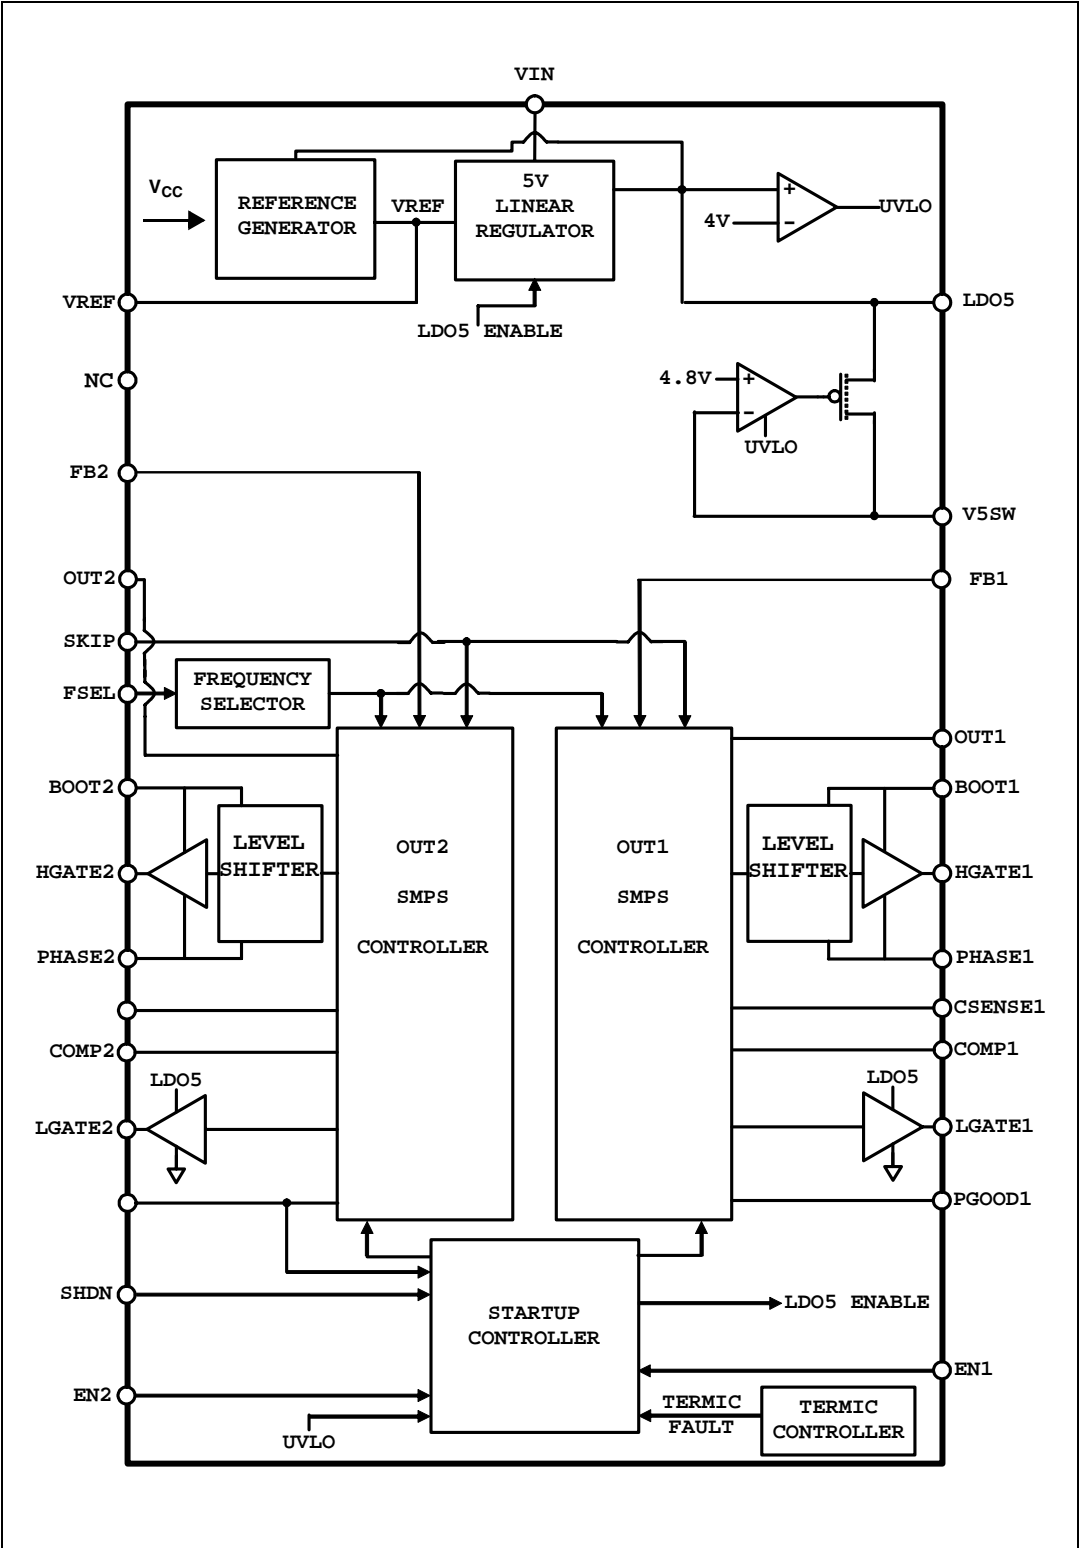 VIN
VCC
REFERENCE
GENERATOR
VREF
5V
LINEAR
REGULATOR
4V
+
−
UVLO
VREF
LDO5 ENABLE
LDO5
NC
4.8V
+
−
UVLO
FB2
V5SW
OUT2
FB1
SKIP
FSEL
FREQUENCY
SELECTOR
OUT1
BOOT2
BOOT1
LEVEL
SHIFTER
OUT2
SMPS
CONTROLLER
OUT1
SMPS
CONTROLLER
LEVEL
SHIFTER
HGATE2
HGATE1
PHASE2
PHASE1
CSENSE1
COMP2
COMP1
LDO5
LDO5
LGATE2
LGATE1
PGOOD1
SHDN
STARTUP
CONTROLLER
LDO5 ENABLE
EN1
EN2
TERMIC
FAULT
TERMIC
CONTROLLER
UVLO